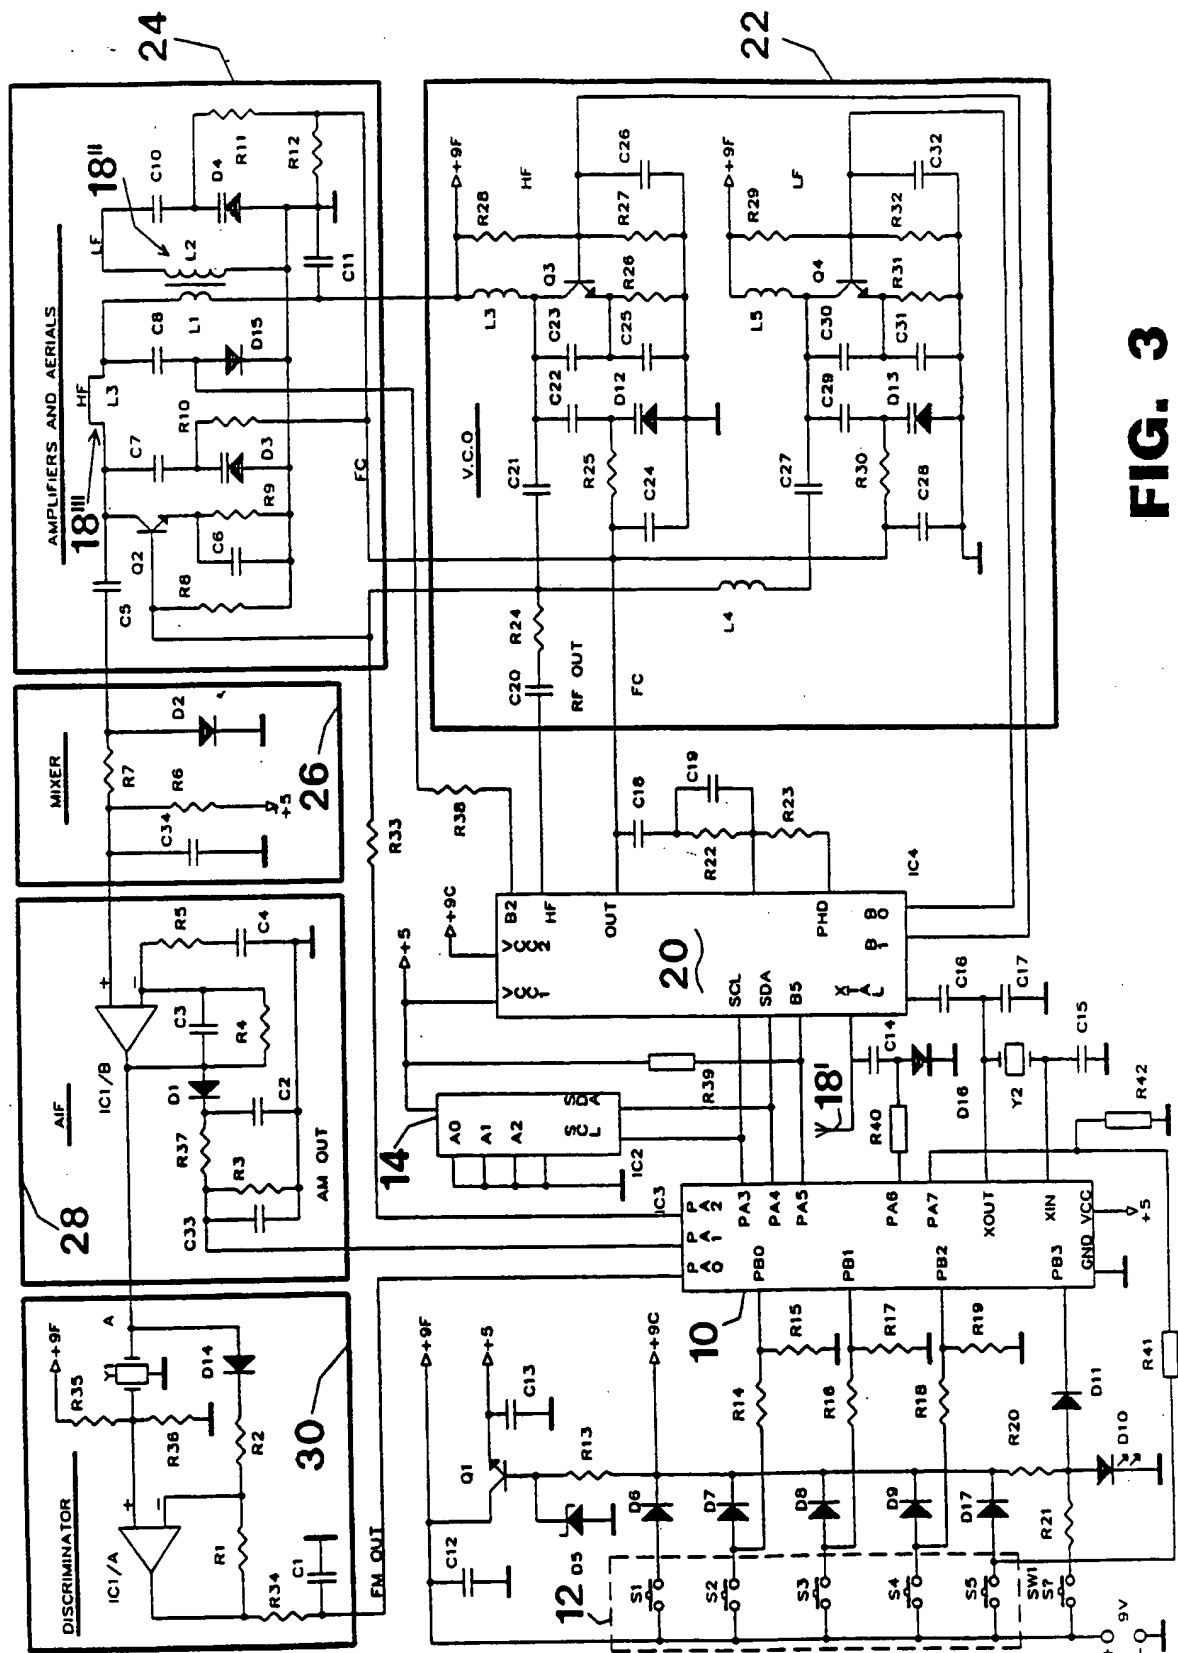 DISCRIMINATOR
IC1/A
+
−
R1
R34
C1
FM OUT
R2
D14
R35
R36
+9F
Y1
A
30
28
AIF
IC1/B
+
−
D1
R37
R3
C33
C2
C3
R4
R5
C4
AM OUT
MIXER
C34
R6
+5
R7
D2
26
AMPLIFIERS AND AERIALS
24
C5
Q2
R8
C6
R9
D3
C7
R10
FC
18'''
HF
L3
C8
D15
L1
L2
18''
LF
C10
D4
C11
R11
R12
22
V.C.O
L3
+9F
R28
HF
Q3
C21
C22
C23
C25
R26
R27
C26
D12
R25
C24
L5
+9F
R29
LF
Q4
C27
C29
C30
C31
R31
R32
C32
D13
R30
C28
L4
R24
C20
RF OUT
FC
R33
R38
C18
C19
R22
R23
+9C
+5
20
VCC1
VCC2
B2
HF
OUT
PHD
IC4
SCL
SDA
B5
XTAL
B1
B0
14
A0
A1
A2
SDA
SCL
IC2
R39
18'
C14
R40
D16
C16
C17
Y2
C15
R42
10
IC3
PA0
PA1
PA2
PA3
PA4
PA5
PA6
PA7
XOUT
XIN
PB0
PB1
PB2
PB3
GND
VCC
+5
R15
R17
R19
R14
R16
R18
R41
+9F
+5
+9C
C12
Q1
C13
R13
D5
12
D6
D7
D8
D9
D17
R20
D11
D10
R21
S1
S2
S3
S4
S5
SW1
S?
9V
+
−
FIG. 3